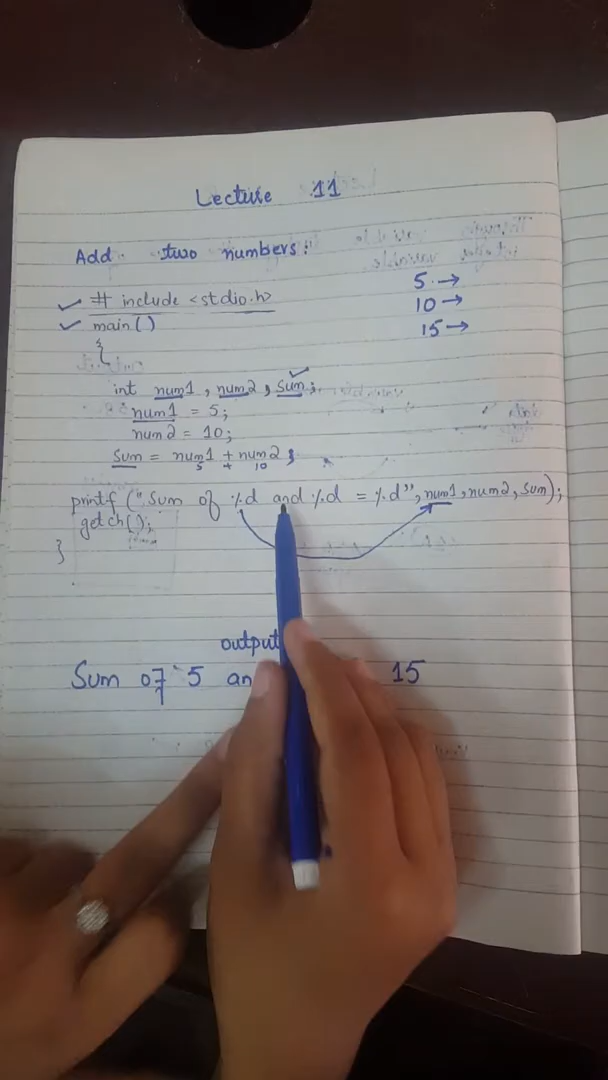 Lecture 11
Add two numbers:
# include <stdio.h>
main()
{
int num1, num2, sum;
num1 = 5;
num2 = 10;
Sum = num1 + num2;
5 + 10
printf ("Sum of %d and %d = %d", num1, num2, sum);
getch();
}
5 →
10 →
15 →
output
Sum of 5 an
15